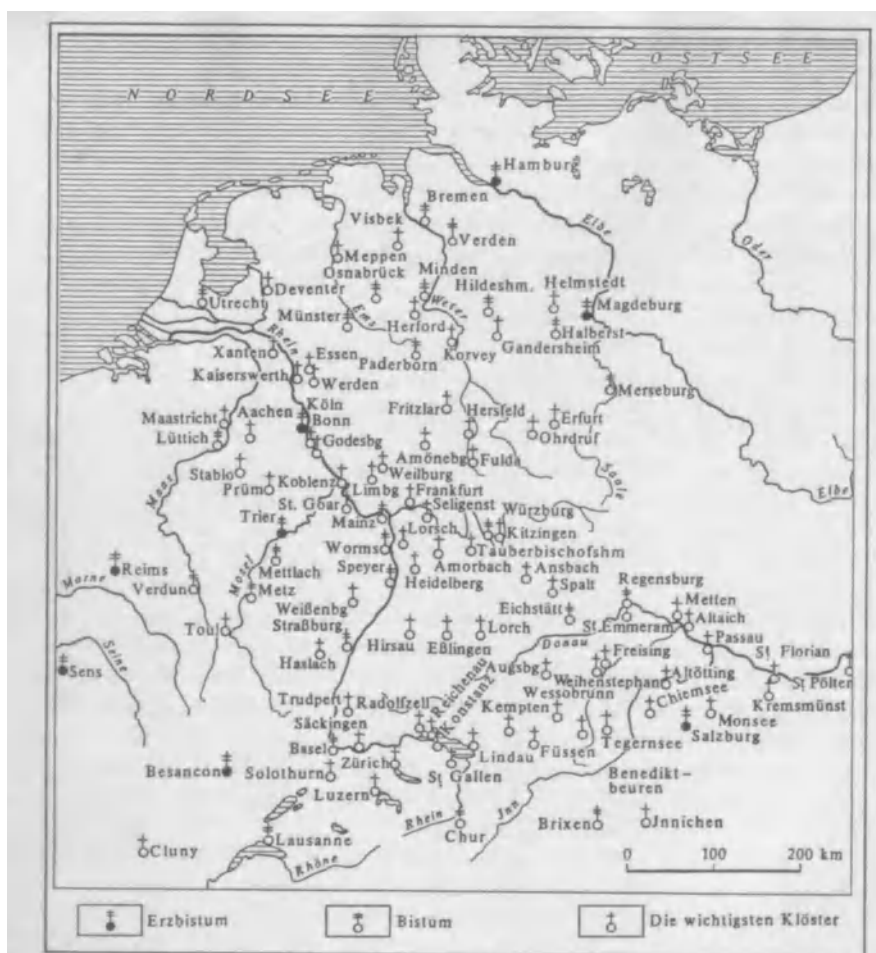 NORDSEE
OSTSEE
Hamburg
Bremen
Elbe
Visbek
Verden
Oder
Meppen
Osnabrück
Minden
Hildeshm.
Helmstedt
Deventer
Utrecht
Weser
Magdeburg
Münster
Ems
Herford
Halberst
Rhein
Gandersheim
Xanten
Essen
Paderborn
Korvey
Kaiserswerth
Werden
Merseburg
Maastricht
Aachen
Köln
Fritzlar
Hersfeld
Erfurt
Bonn
Lüttich
Godesbg
Ohrdruf
Amönebg
Fulda
Stablo
Koblenz
Weilburg
Saale
Maas
Prüm
Limbg
Frankfurt
Elbe
St. Goar
Seligenst
Würzburg
Trier
Mainz
Lorsch
Kitzingen
Worms
Tauberbischofshm
Reims
Mosel
Mettlach
Speyer
Amorbach
Ansbach
Marne
Verdun
Metz
Heidelberg
Spalt
Regensburg
Weißenbg
Eichstätt
Metten
Straßburg
St. Emmeram
Altaich
Toul
Hirsau
Eßlingen
Lorch
Donau
Passau
Seine
Haslach
Freising
St. Florian
Sens
Augsbg
Weihenstephan
Altötting
St Pölten
Reichenau
Wessobrunn
Chiemsee
Kremsmünst
Trudpert
Radolfzell
Konstanz
Kempten
Säckingen
Monsee
Basel
Tegernsee
Salzburg
Zürich
Lindau
Füssen
Besancon
Solothurn
St Gallen
Benedikt-
beuren
Luzern
Jnn
Rhein
Chur
Brixen
Jnnichen
Cluny
Lausanne
Rhône
0 100 200 km
Erzbistum
Bistum
Die wichtigsten Klöster